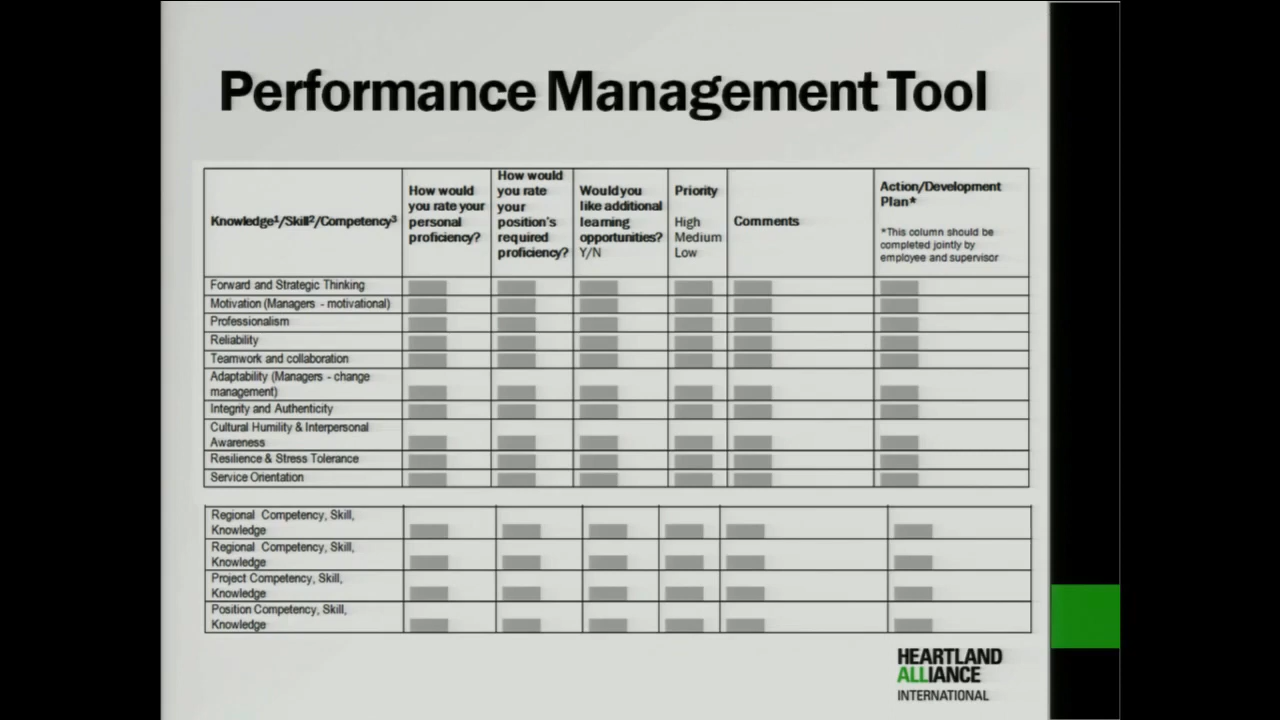 Performance Management Tool
Knowledge¹/Skill²/Competency³
How would
you rate your
personal
proficiency?
How would
you rate
your
position's
required
proficiency?
Would you
like additional
learning
opportunities?
Y/N
Priority
High
Medium
Low
Comments
Action/Development
Plan*
*This column should be
completed jointly by
employee and supervisor
Forward and Strategic Thinking
Motivation (Managers - motivational)
Professionalism
Reliability
Teamwork and collaboration
Adaptability (Managers - change
management)
Integrity and Authenticity
Cultural Humility & Interpersonal
Awareness
Resilience & Stress Tolerance
Service Orientation
Regional Competency, Skill,
Knowledge
Regional Competency, Skill,
Knowledge
Project Competency, Skill,
Knowledge
Position Competency, Skill,
Knowledge
HEARTLAND
ALLIANCE
INTERNATIONAL